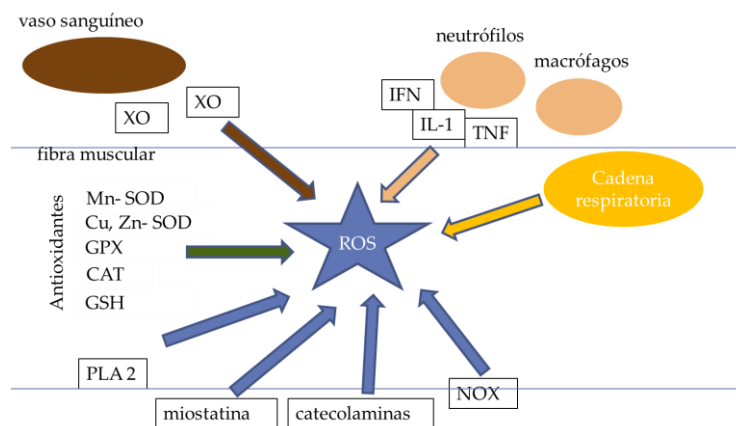 vaso sanguíneo
neutrófilos
macrófagos
XO
XO
IFN
IL-1
TNF
fibra muscular
Cadena
respiratoria
Antioxidantes
Mn- SOD
Cu, Zn- SOD
GPX
CAT
GSH
ROS
PLA 2
NOX
miostatina
catecolaminas